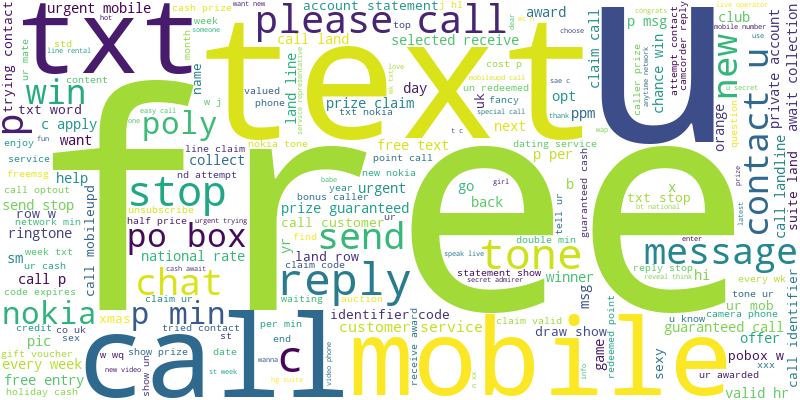 txt
text
u
free
call
mobile
please call
urgent mobile
hot
cash prize
week
someone
account statement
j hl
top
want new
dear
ur
congrats
love operator
mobile number
attempt contact
camcorder reply
await collection
private account
trying contact
std
line rental
month
call land
selected receive
award
choose
p msg
club
use
anytime network
win
ur mate
content
name
valued
phone
land line
service representative
cost p
mobileupd call
un redeemed
claim call
chance win
caller prize
u secret
new
p
txt word
w j
prize claim
mk txtlove
day
uk
fancy
sae c
opt
ppm
orange
question
c apply
poly
easy call
one
txt nokia
special call
thank
next
wap
contact u
suite land
call landline
enjoy
fun
want
line claim
collect
nokia tone
free text
t c
dating service
service
freemsg
nd attempt
point call
p per
help
stop
babe
year
urgent
new nokia
go
back
girl
b
guaranteed cash
x
txt stop
bt national
latest
prize
call optout
send stop
unsubscribe
bonus caller
prize guaranteed
tell ur
row w
network min
half price
urgent trying
call customer
ur
ringtone
po box
send
tone
double min
enter
message
sm
week txt
call mobileupd
national rate
yr
find
land row
speak live
statement show
secret admirer
reply stop
reveal think
hi
every wk
ur cash
call p
chat
cash await
claim code
reply
winner
msg
tone ur
camera phone
code expires
claim ur
waiting
auction
ur mob
nokia
p min
xmas
identifier code
u know
guaranteed call
call identifier
credit
co uk
tried contact
per min
customer service
claim valid
draw show
redeemed point
offer
pic
sex
st
end
receive award
game
sexy
gift voucher
w wq
show prize
date
c
wanna
video phone
pobox w
xxx
every week
show ur
st week
info
ur awarded
free entry
new video
hg suite
n xx
valid hr
holiday cash